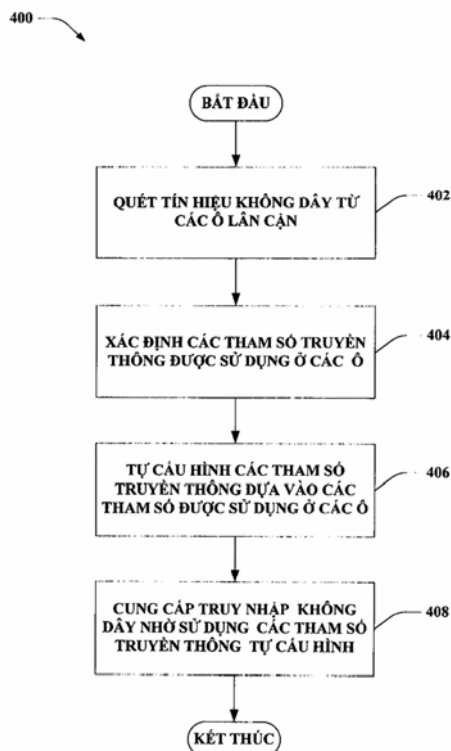 400
BẮT ĐẦU
QUÉT TÍN HIỆU KHÔNG DÂY TỪ
CÁC Ô LÂN CẬN
402
XÁC ĐỊNH CÁC THAM SỐ TRUYỀN
THÔNG ĐƯỢC SỬ DỤNG Ở CÁC Ô
404
TỰ CẤU HÌNH CÁC THAM SỐ
TRUYỀN THÔNG DỰA VÀO CÁC
THAM SỐ ĐƯỢC SỬ DỤNG Ở CÁC Ô
406
CUNG CẤP TRUY NHẬP KHÔNG
DÂY NHỜ SỬ DỤNG CÁC THAM SỐ
TRUYỀN THÔNG TỰ CẤU HÌNH
408
KẾT THÚC